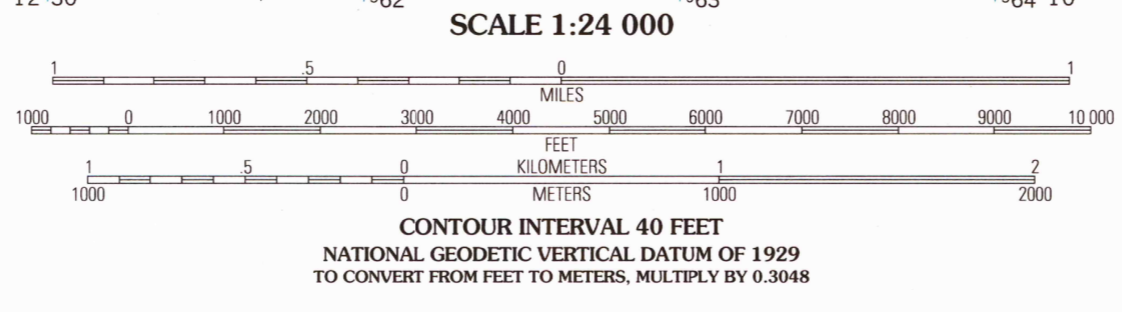 SCALE 1:24 000
1 .5 0 1
MILES
1000 0 1000 2000 3000 4000 5000 6000 7000 8000 9000 10 000
FEET
1 .5 0 KILOMETERS 1 2
1000 0 METERS 1000 2000
CONTOUR INTERVAL 40 FEET
NATIONAL GEODETIC VERTICAL DATUM OF 1929
TO CONVERT FROM FEET TO METERS, MULTIPLY BY 0.3048